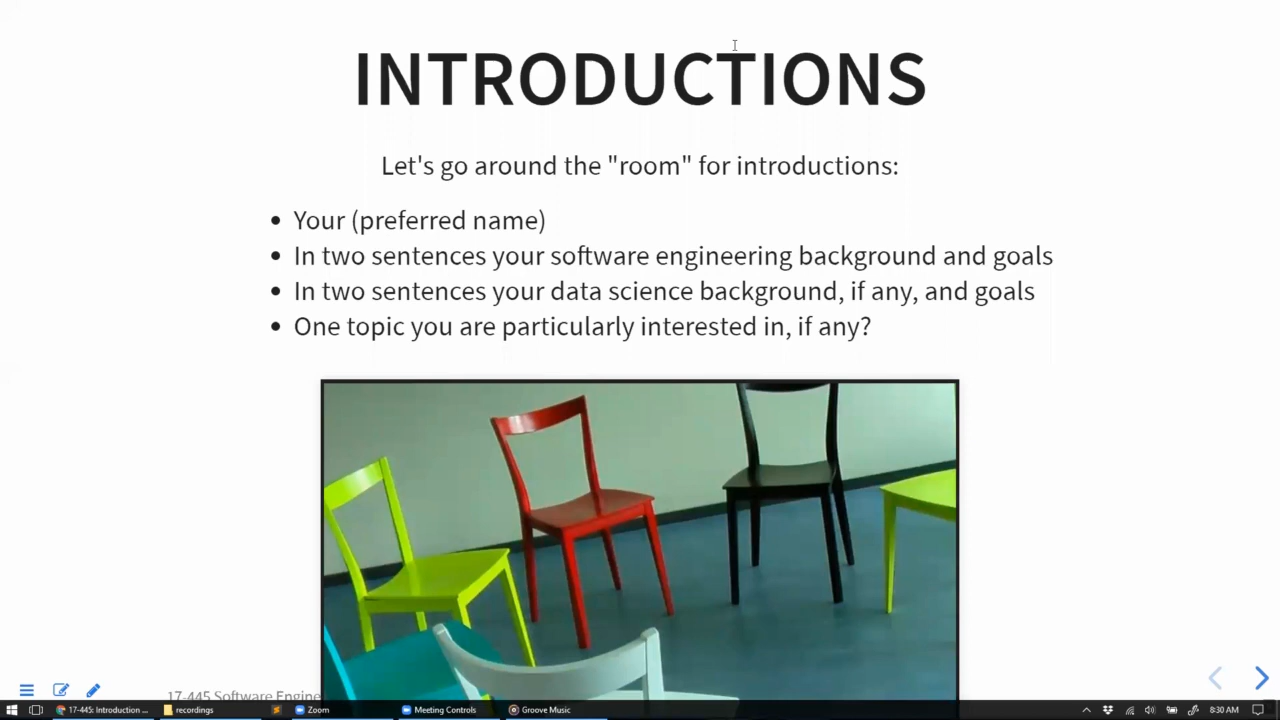 INTRODUCTIONS
Let's go around the "room" for introductions:
• Your (preferred name)
• In two sentences your software engineering background and goals
• In two sentences your data science background, if any, and goals
• One topic you are particularly interested in, if any?
17-445 Software Engine
17-445: Introduction ...
recordings
Zoom
Meeting Controls
Groove Music
8:30 AM